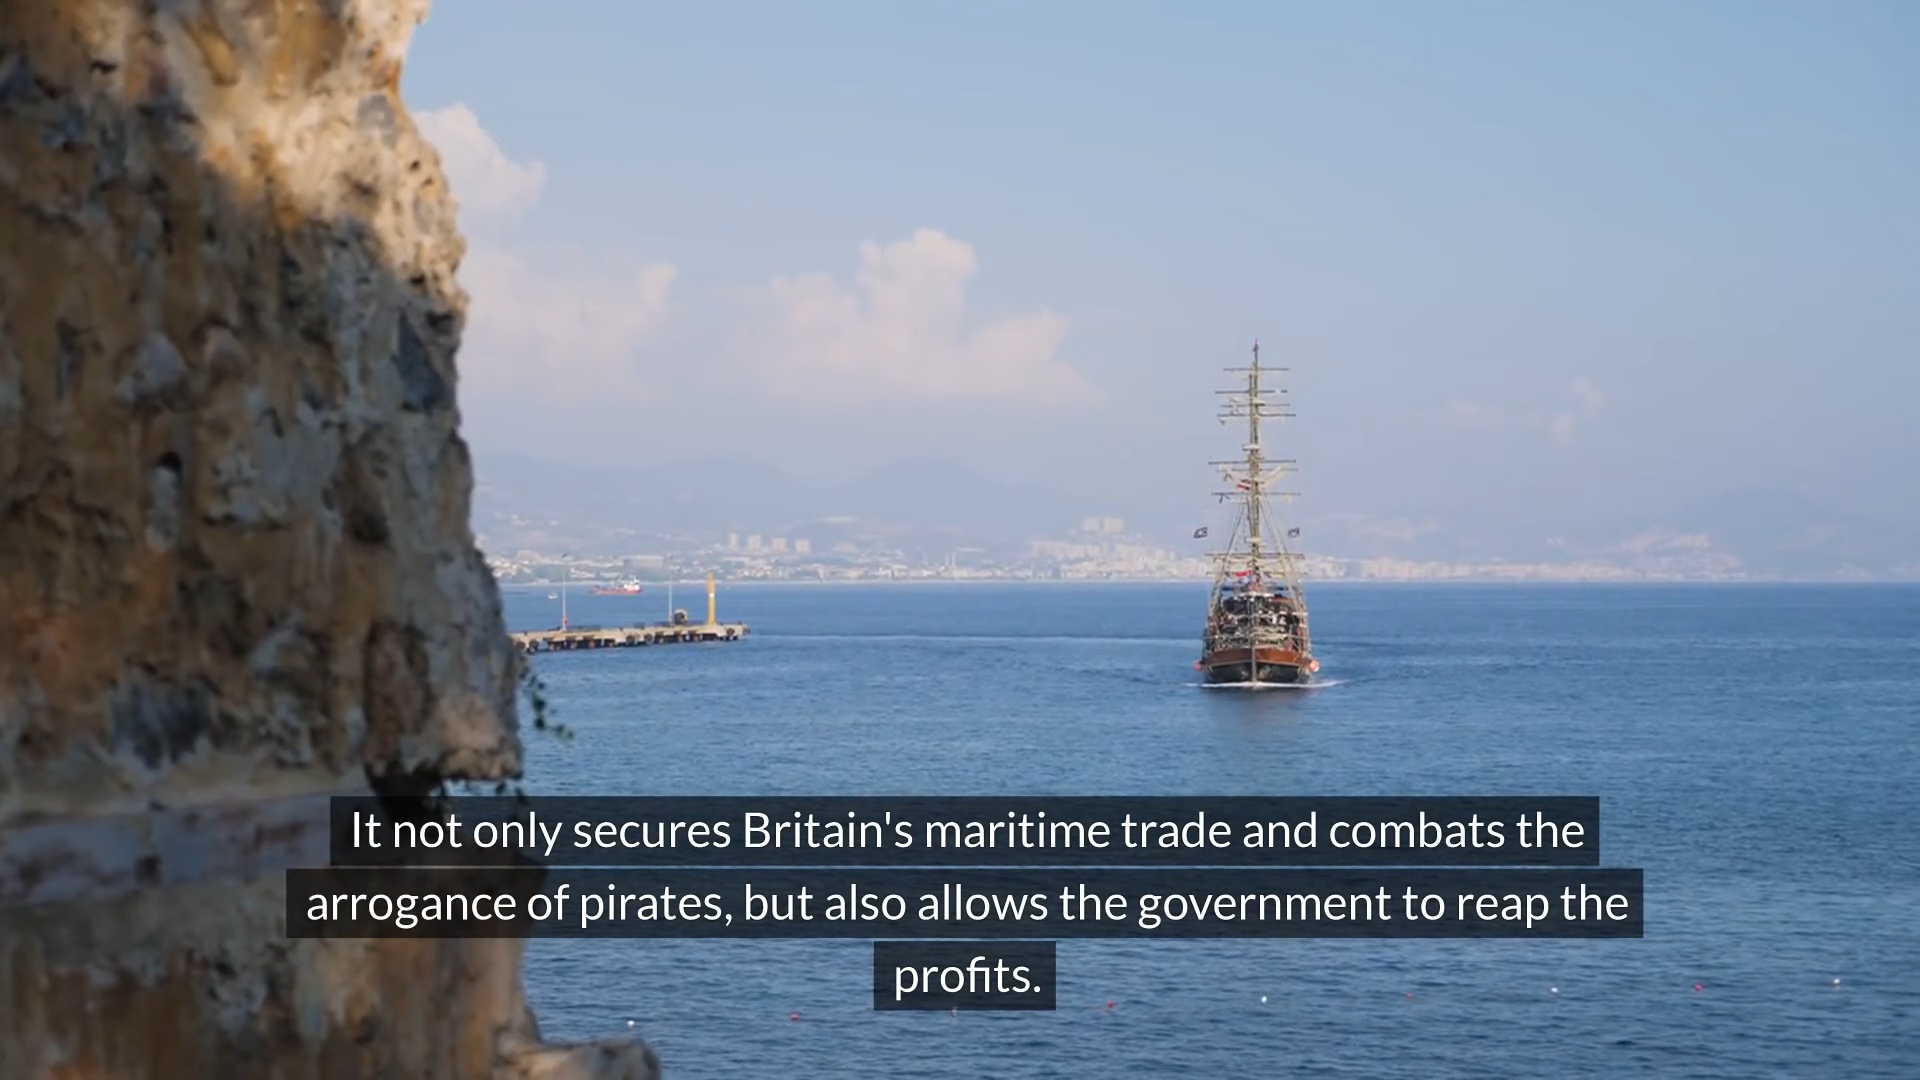 It not only secures Britain's maritime trade and combats the
arrogance of pirates, but also allows the government to reap the
profits.